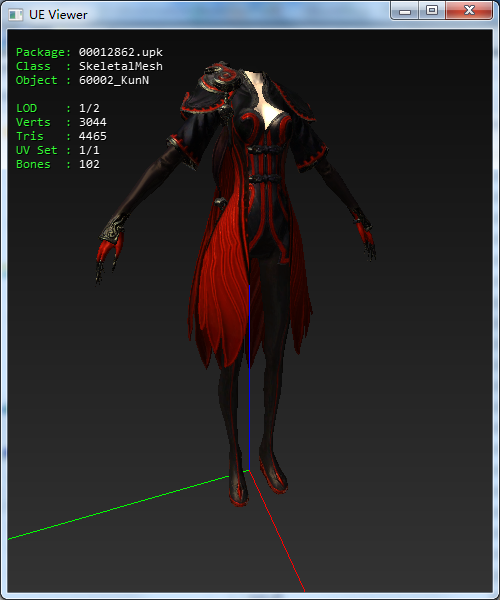 UE Viewer
Package: 00012862.upk
Class : SkeletalMesh
Object : 60002_KunN
LOD : 1/2
Verts : 3044
Tris : 4465
UV Set : 1/1
Bones : 102